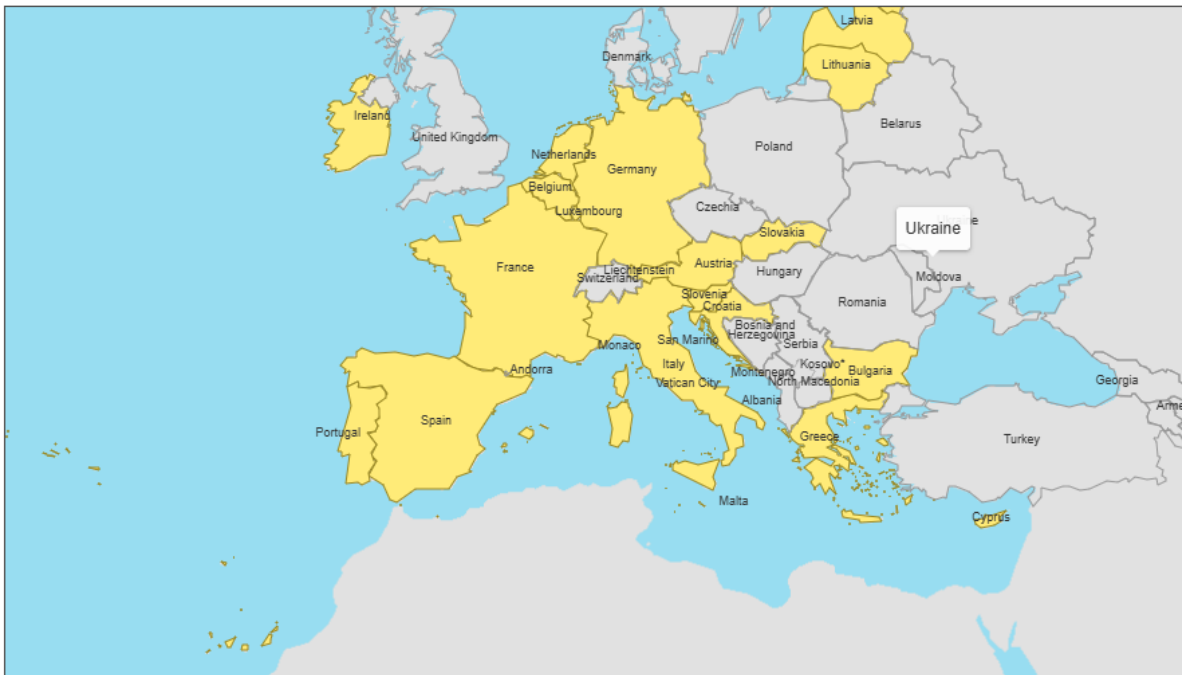 Latvia
Denmark
Lithuania
Ireland
Belarus
United Kingdom
Poland
Netherlands
Germany
Belgium
Czechia
Luxembourg
Ukraine
Slovakia
Austria
France
Liechtenstein
Switzerland
Hungary
Moldova
Slovenia
Croatia
Romania
Bosnia and
Herzegovina
San Marino
Serbia
Monaco
Italy
Kosovo*
Andorra
Montenegro
Bulgaria
Vatican City
North Macedonia
Georgia
Albania
Arme
Spain
Portugal
Greece
Turkey
Malta
Cyprus